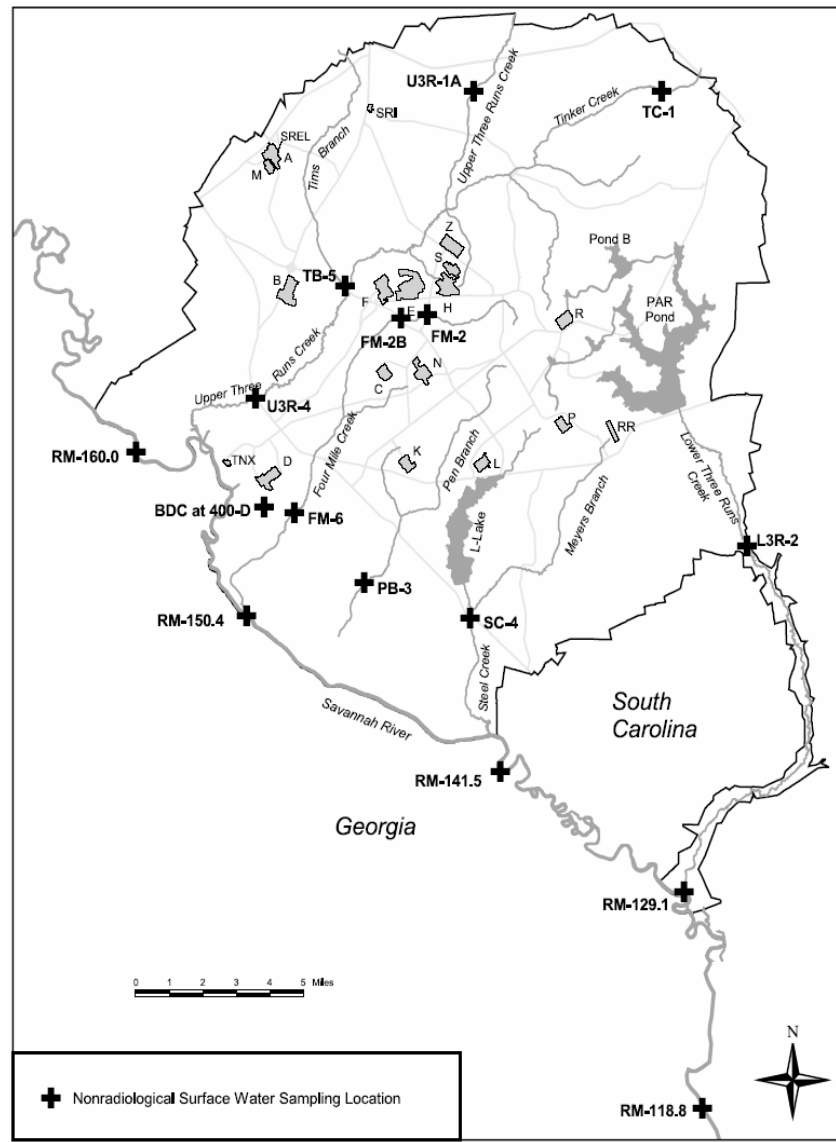 U3R-1A
Upper Three Runs Creek
Tinker Creek
TC-1
SRI
Tims Branch
SREL
A
M
Z
S
Pond B
PAR
Pond
TB-5
B
F
E
H
FM-2B
FM-2
R
Runs Creek
Upper Three
N
C
U3R-4
P
RR
RM-160.0
Four Mile Creek
K
Pen Branch
L
Lower Three Runs
Creek
TNX
D
BDC at 400-D
FM-6
L-Lake
Meyers Branch
L3R-2
PB-3
RM-150.4
SC-4
Steel Creek
South
Carolina
Savannah River
RM-141.5
Georgia
RM-129.1
0 1 2 3 4 5 Miles
N
Nonradiological Surface Water Sampling Location
RM-118.8